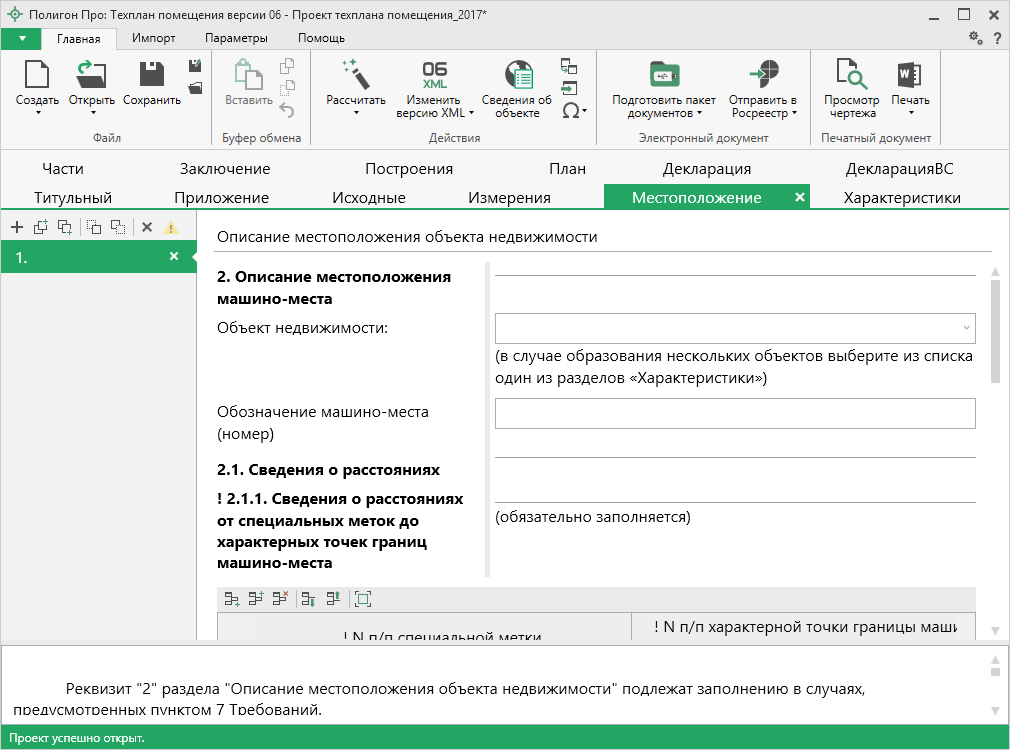 Полигон Про: Техплан помещения версии 06 - Проект техплана помещения_2017*
Главная Импорт Параметры Помощь
?
Создать Открыть Сохранить
Файл
Вставить
Буфер обмена
Рассчитать
06 XML
Изменить
версию XML
Сведения об
объекте
Действия
Подготовить пакет
документов
Отправить в
Росреестр
Электронный документ
Просмотр
чертежа
W
Печать
Печатный документ
Части Заключение Построения План Декларация ДекларацияВС
Титульный Приложение Исходные Измерения Местоположение Характеристики
1.
Описание местоположения объекта недвижимости
2. Описание местоположения
машино-места
Объект недвижимости:
(в случае образования нескольких объектов выберите из списка
один из разделов «Характеристики»)
Обозначение машино-места
(номер)
2.1. Сведения о расстояниях
! 2.1.1. Сведения о расстояниях
от специальных меток до
характерных точек границ
машино-места
(обязательно заполняется)
! N п/п специальной метки
! N п/п характерной точки границы маши
Реквизит "2" раздела "Описание местоположения объекта недвижимости" подлежат заполнению в случаях,
предусмотренных пунктом 7 Требований.
Проект успешно открыт.